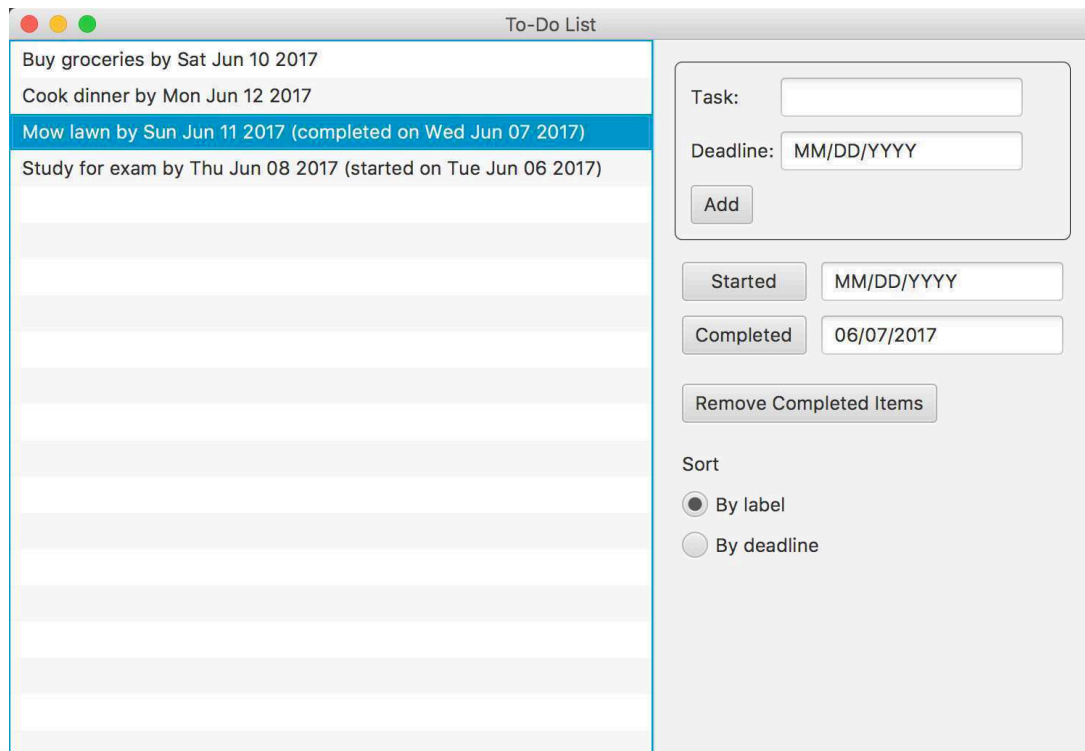 To-Do List
Buy groceries by Sat Jun 10 2017
Cook dinner by Mon Jun 12 2017
Mow lawn by Sun Jun 11 2017 (completed on Wed Jun 07 2017)
Study for exam by Thu Jun 08 2017 (started on Tue Jun 06 2017)
Task:
Deadline: MM/DD/YYYY
Add
Started MM/DD/YYYY
Completed 06/07/2017
Remove Completed Items
Sort
By label
By deadline